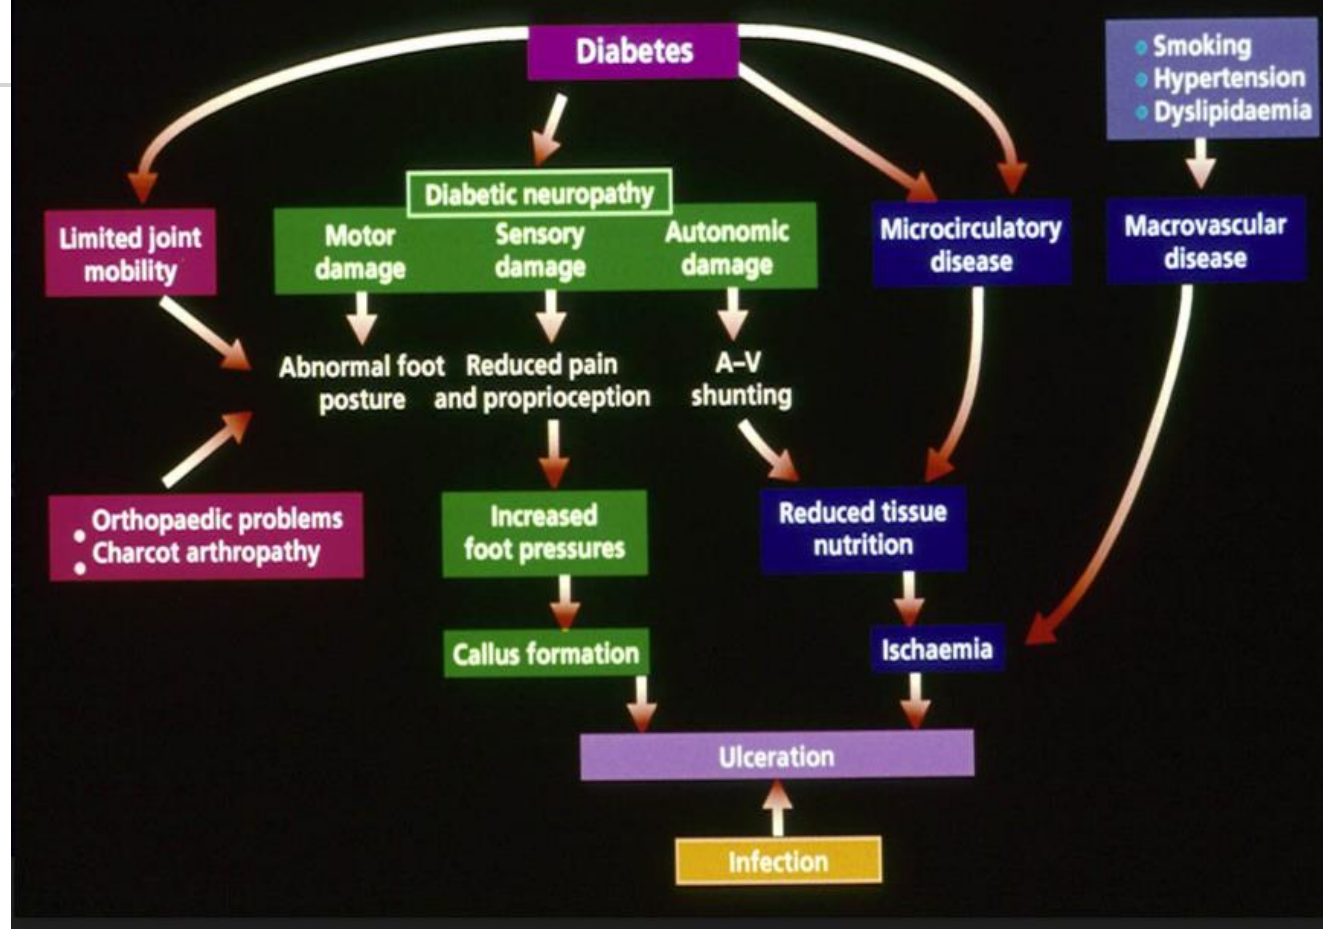 Diabetes
Smoking
Hypertension
Dyslipidaemia
Diabetic neuropathy
Limited joint
mobility
Motor
damage
Sensory
damage
Autonomic
damage
Microcirculatory
disease
Macrovascular
disease
Abnormal foot
posture
Reduced pain
and proprioception
A–V
shunting
Orthopaedic problems
Charcot arthropathy
Increased
foot pressures
Reduced tissue
nutrition
Callus formation
Ischaemia
Ulceration
Infection